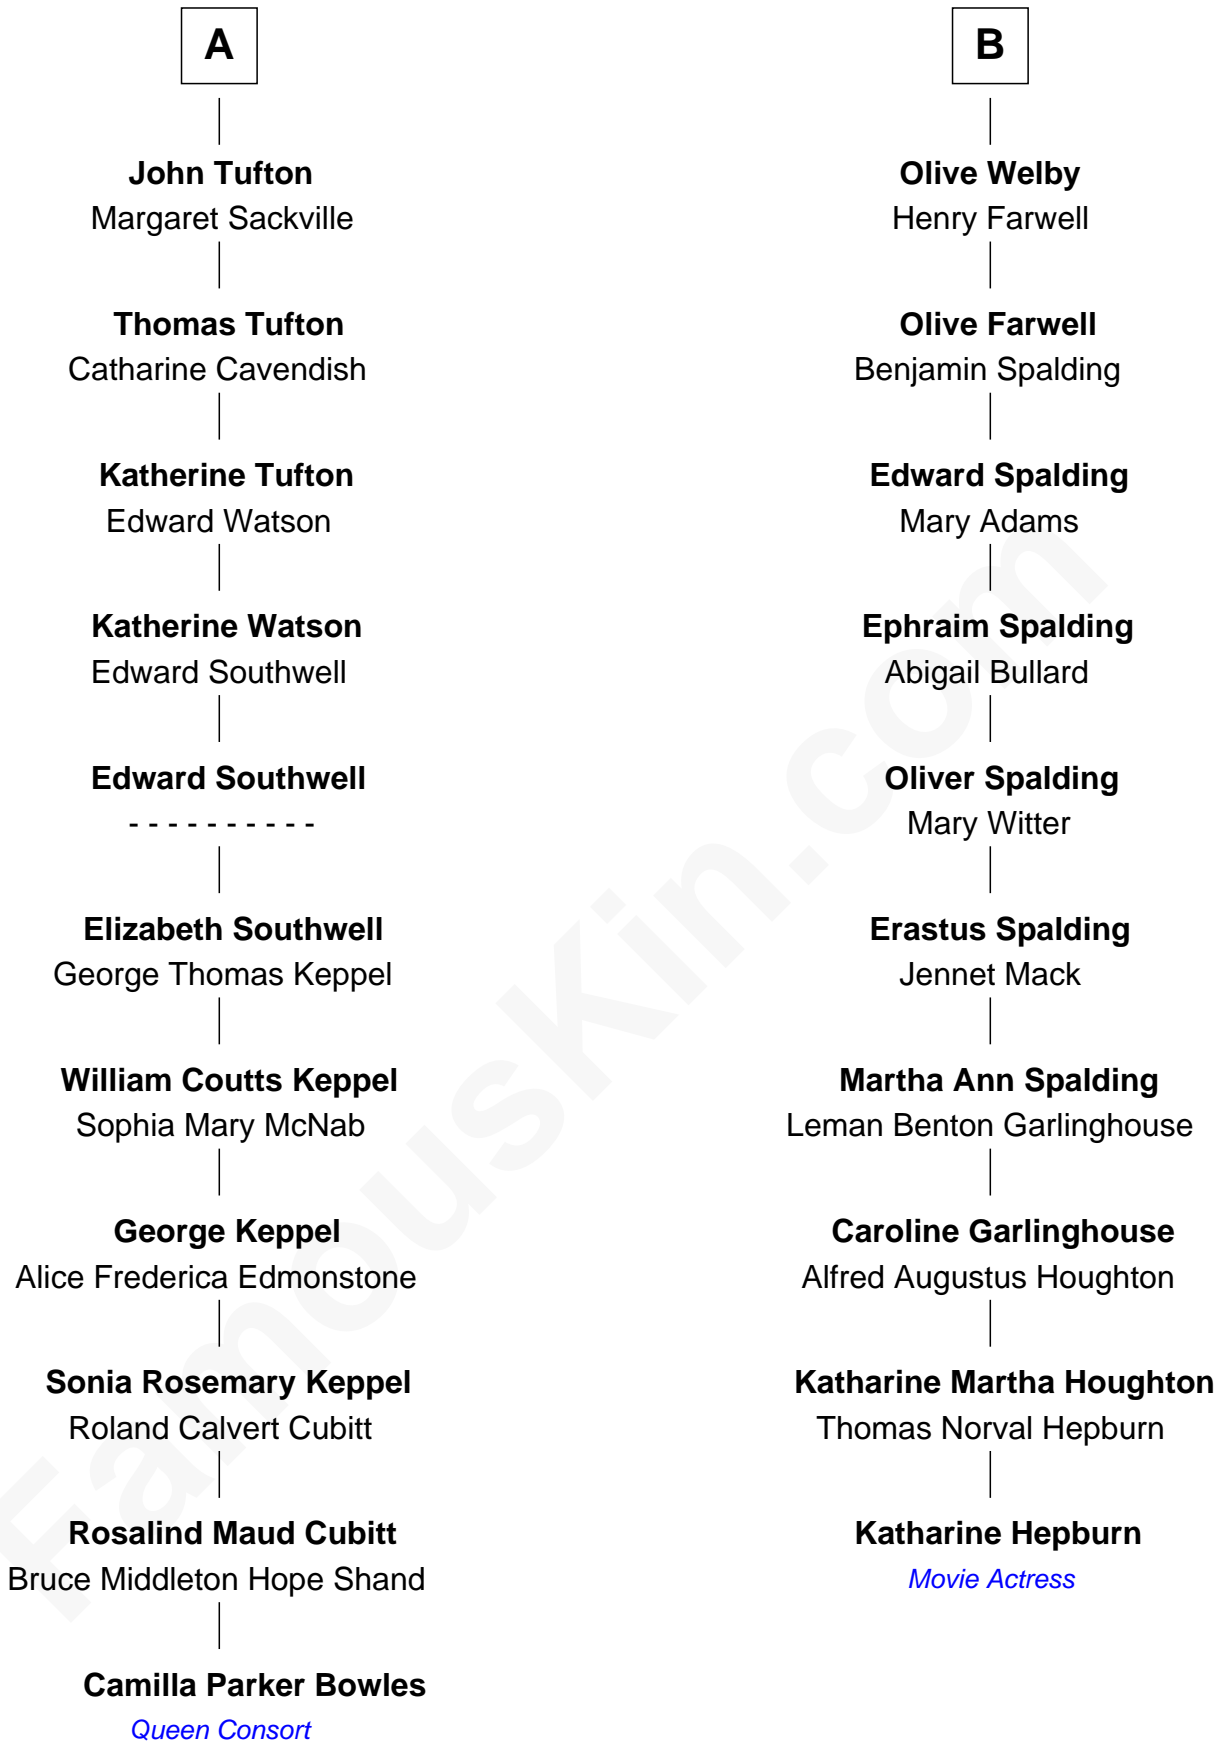 A
John Tufton
Margaret Sackville
Thomas Tufton
Catharine Cavendish
Katherine Tufton
Edward Watson
Katherine Watson
Edward Southwell
Edward Southwell
- - - - - - - - - -
Elizabeth Southwell
George Thomas Keppel
William Coutts Keppel
Sophia Mary McNab
George Keppel
Alice Frederica Edmonstone
Sonia Rosemary Keppel
Roland Calvert Cubitt
Rosalind Maud Cubitt
Bruce Middleton Hope Shand
Camilla Parker Bowles
Queen Consort
B
Olive Welby
Henry Farwell
Olive Farwell
Benjamin Spalding
Edward Spalding
Mary Adams
Ephraim Spalding
Abigail Bullard
Oliver Spalding
Mary Witter
Erastus Spalding
Jennet Mack
Martha Ann Spalding
Leman Benton Garlinghouse
Caroline Garlinghouse
Alfred Augustus Houghton
Katharine Martha Houghton
Thomas Norval Hepburn
Katharine Hepburn
Movie Actress
FamousKin.com